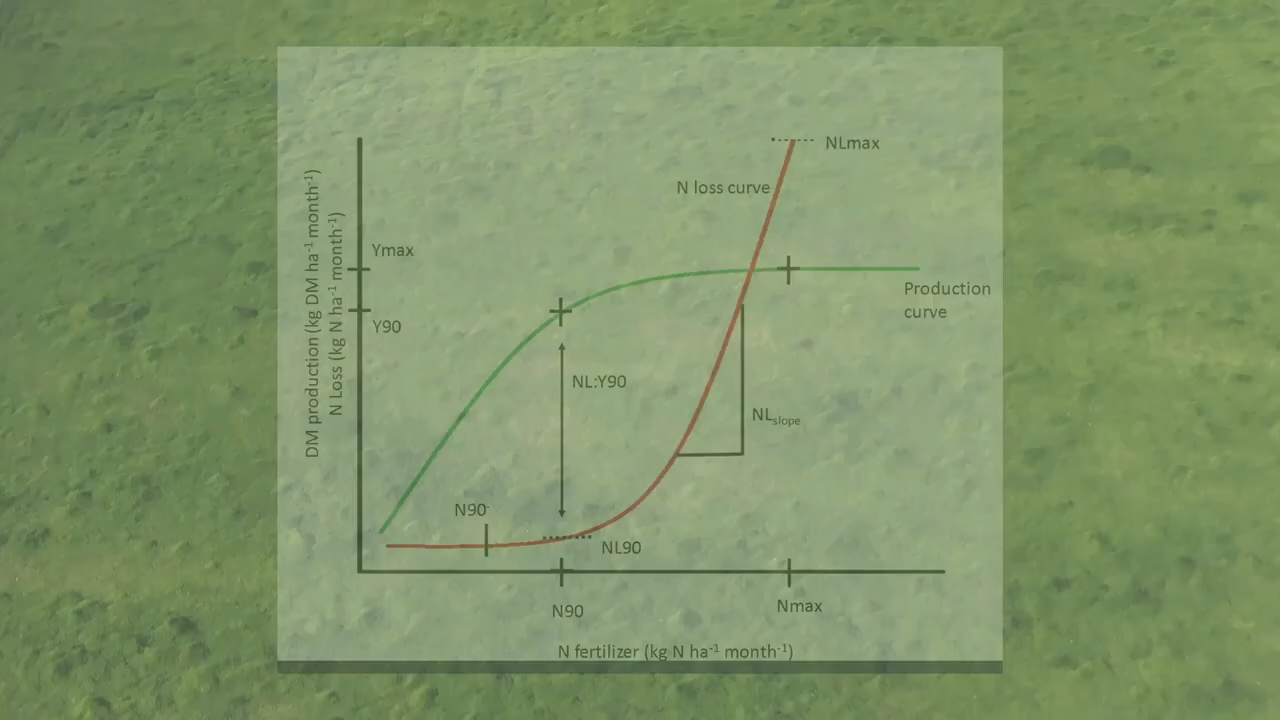 NLmax
N loss curve
Ymax
Production
curve
Y90
NL:Y90
NLslope
N90-
NL90
N90
Nmax
N fertilizer (kg N ha-1 month-1)
DM production (kg DM ha-1 month-1)
N Loss (kg N ha-1 month-1)